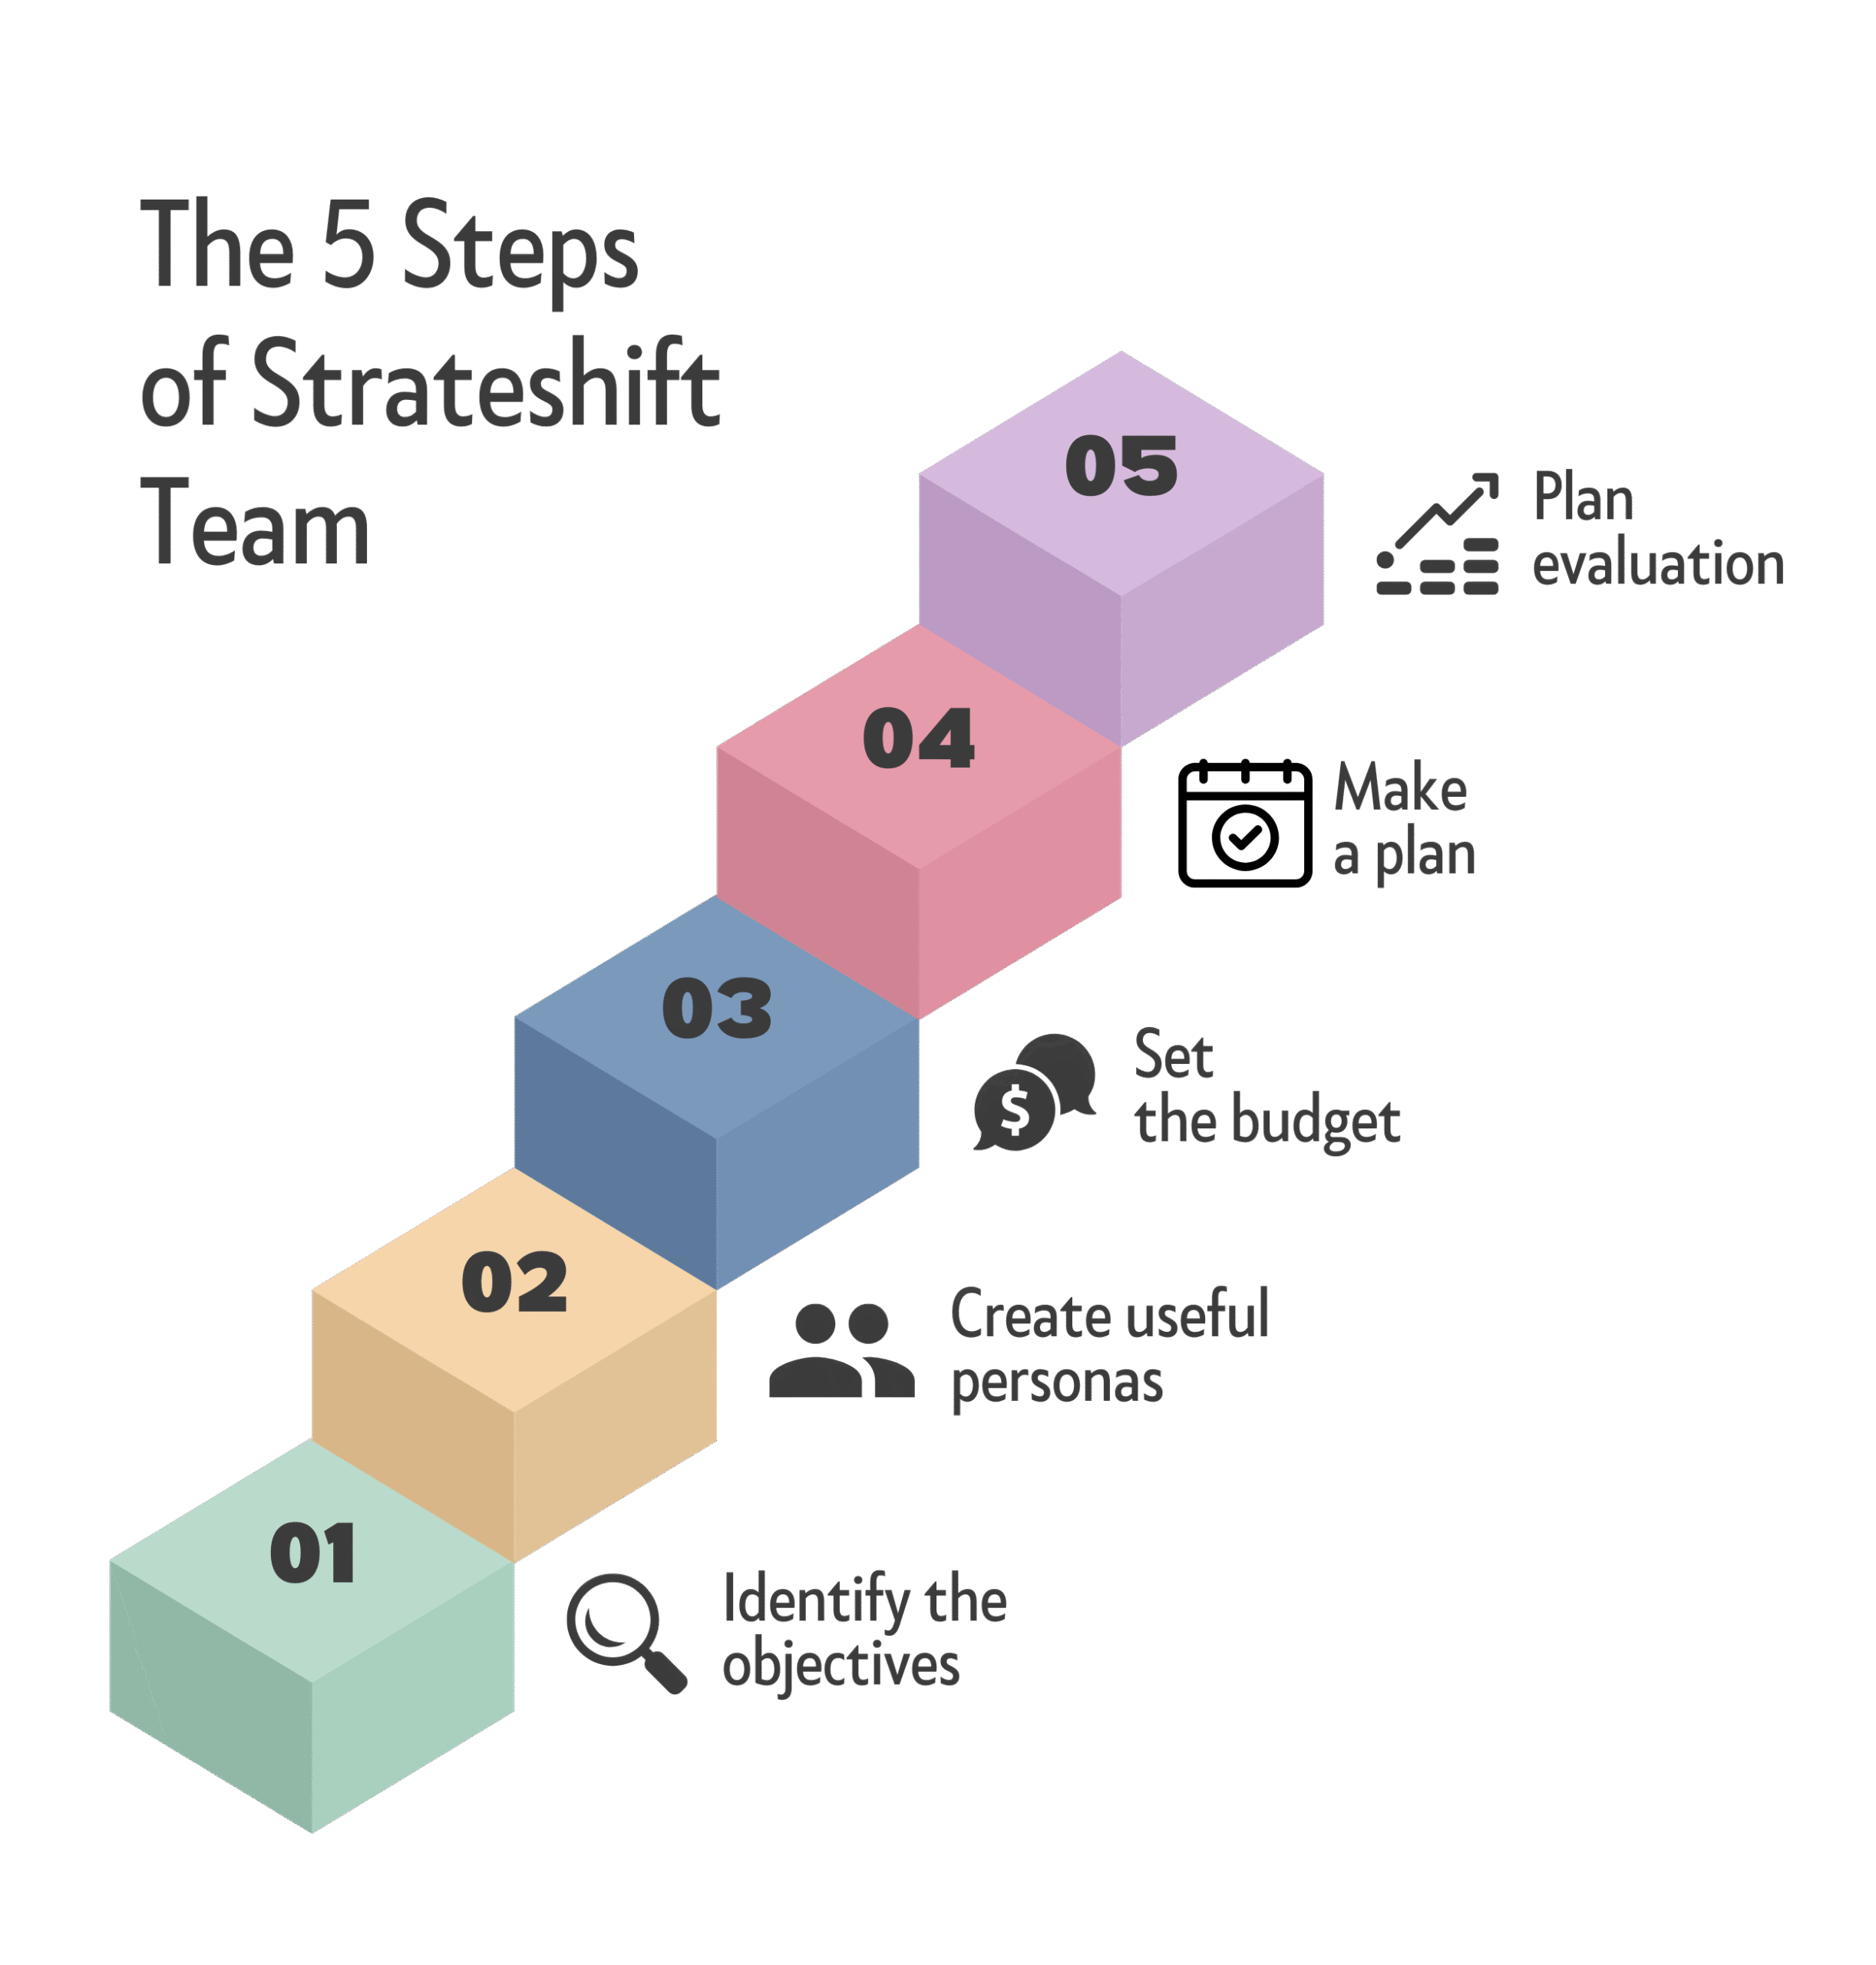 The 5 Steps
of Strateshift
Team
05
Plan
evaluation
04
Make
a plan
03
$
Set
the budget
02
Create useful
personas
01
Identify the
objectives